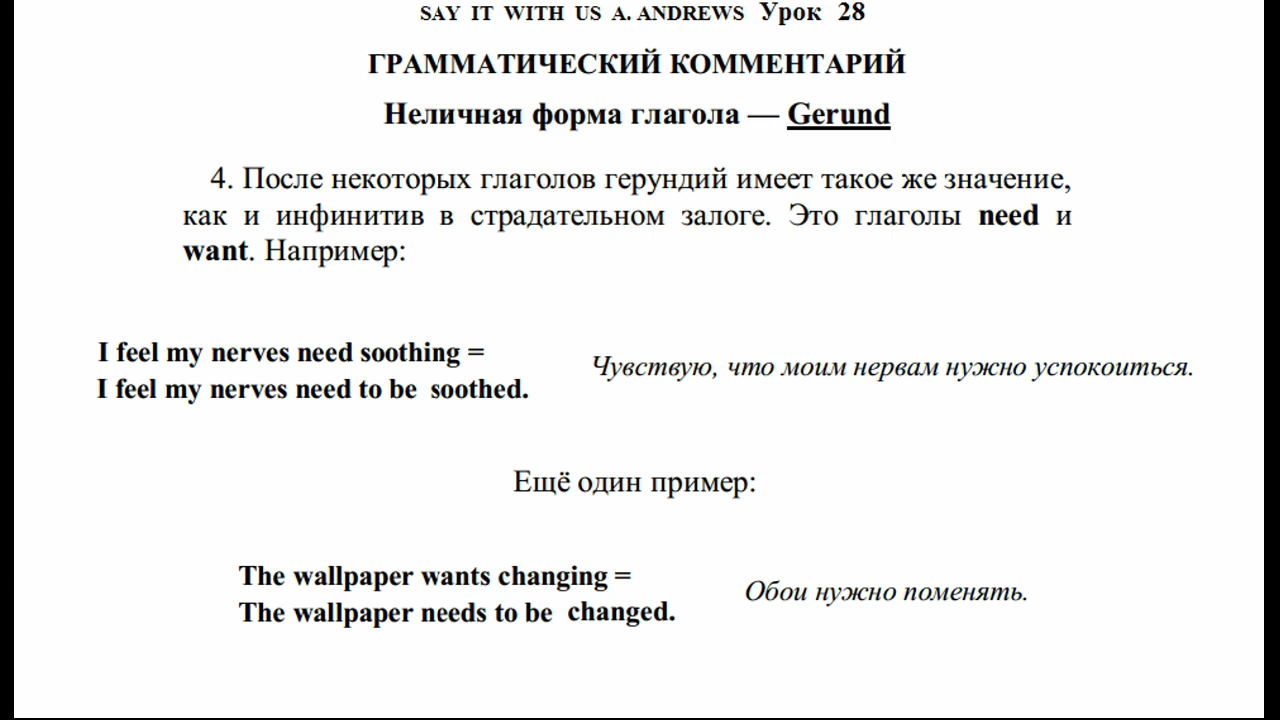 SAY IT WITH US A. ANDREWS Урок 28
ГРАММАТИЧЕСКИЙ КОММЕНТАРИЙ
Неличная форма глагола — Gerund
4. После некоторых глаголов герундий имеет такое же значение,
как и инфинитив в страдательном залоге. Это глаголы need и
want. Например:
I feel my nerves need soothing =
I feel my nerves need to be soothed.
Чувствую, что моим нервам нужно успокоиться.
Ещё один пример:
The wallpaper wants changing =
The wallpaper needs to be changed.
Обои нужно поменять.